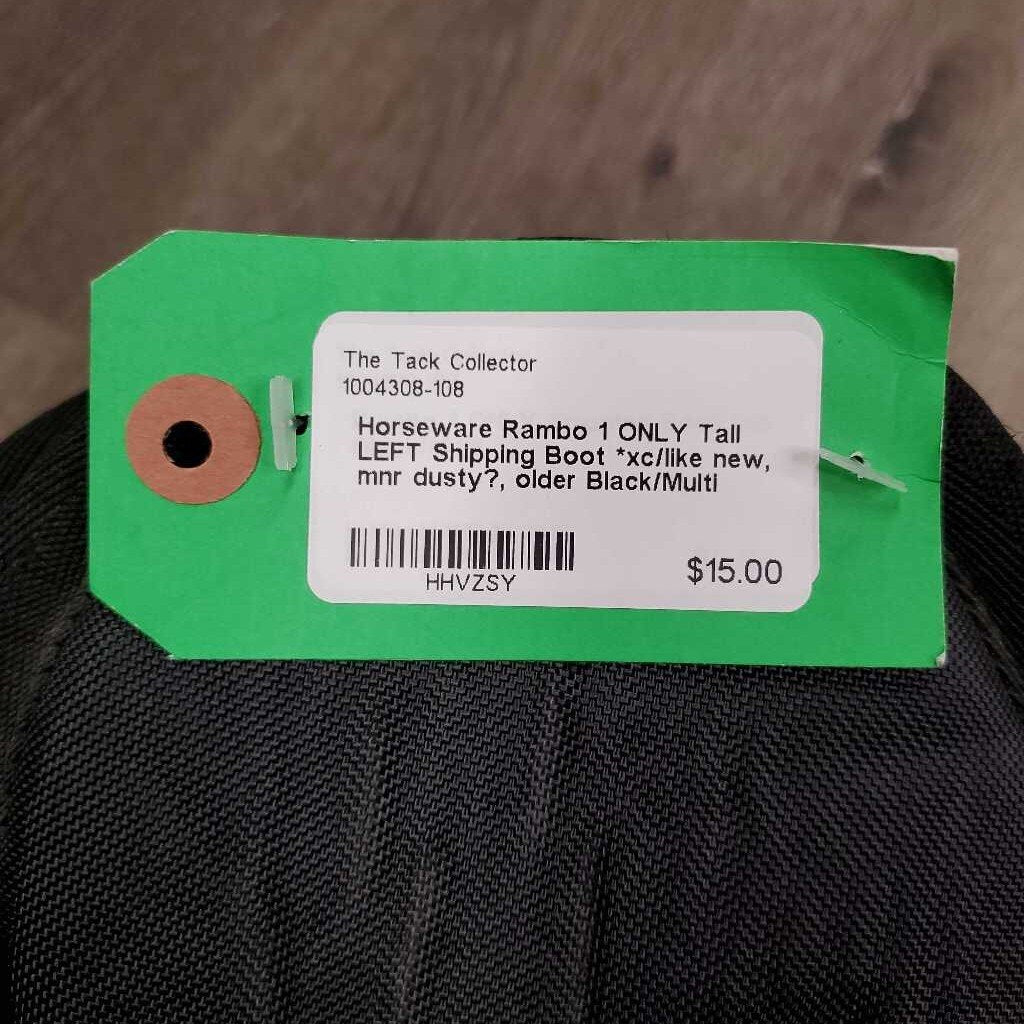 The Tack Collector
1004308-108
Horseware Rambo 1 ONLY Tall
LEFT Shipping Boot *xc/like new,
mnr dusty?, older Black/Multi
HHVZSY
$15.00